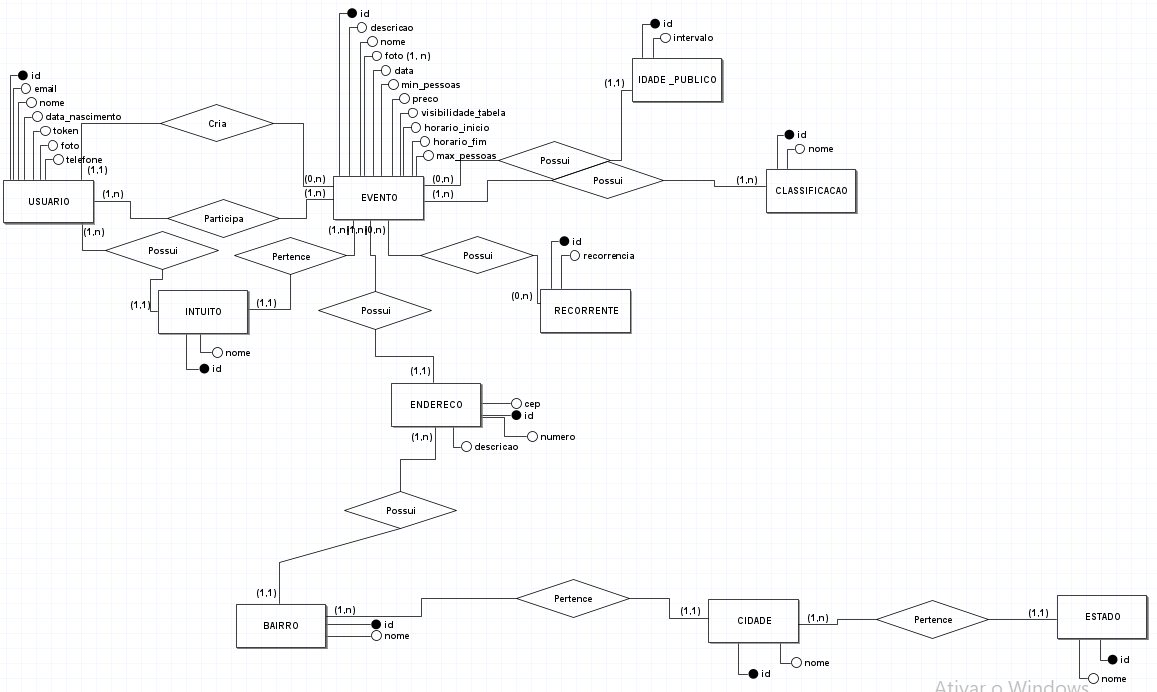 id
descricao
nome
foto (1, n)
data
min_pessoas
preco
visibilidade_tabela
horario_inicio
horario_fim
max_pessoas
id
intervalo
IDADE_PUBLICO
(1,1)
id
email
nome
data_nascimento
token
foto
telefone
(1,1)
Cria
(0,n)
(1,n)
EVENTO
(0,n)
(1,n)
Possui
Possui
(1,n)
id
nome
CLASSIFICACAO
USUARIO
(1,n)
Participa
(1,n)
Possui
(1,1)
INTUITO
(1,1)
Pertence
(1,n)
(1,n)
(0,n)
nome
id
Possui
id
recorrencia
(0,n)
RECORRENTE
Possui
(1,1)
ENDERECO
cep
id
numero
descricao
(1,n)
Possui
(1,1)
BAIRRO
(1,n)
id
nome
Pertence
(1,1)
CIDADE
(1,n)
nome
id
Pertence
(1,1)
ESTADO
id
nome
Ativar o Windows